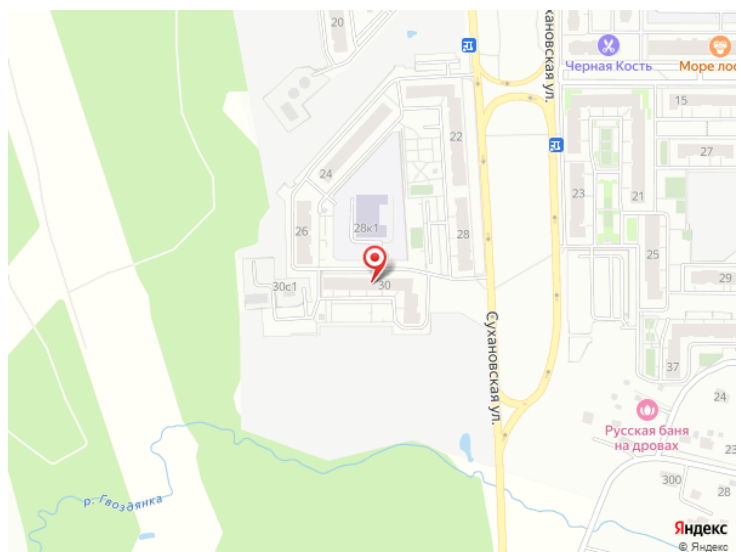 20
Черная Кость
Море лос
Сухановская ул.
15
22
27
24
23
21
26
28к1
28
25
29
30с1
30
Сухановская ул.
37
24
Русская баня
на дровах
23
300
28
р. Гвоздянка
Яндекс
© Яндекс